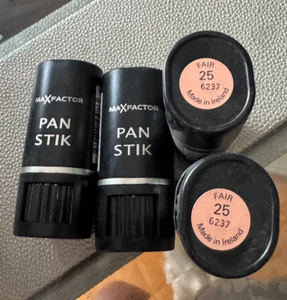 MAXFACTOR
PAN
STIK
MAXFACTOR
PAN
STIK
FAIR
25
6237
Made in Ireland
FAIR
25
6237
Made in Ireland